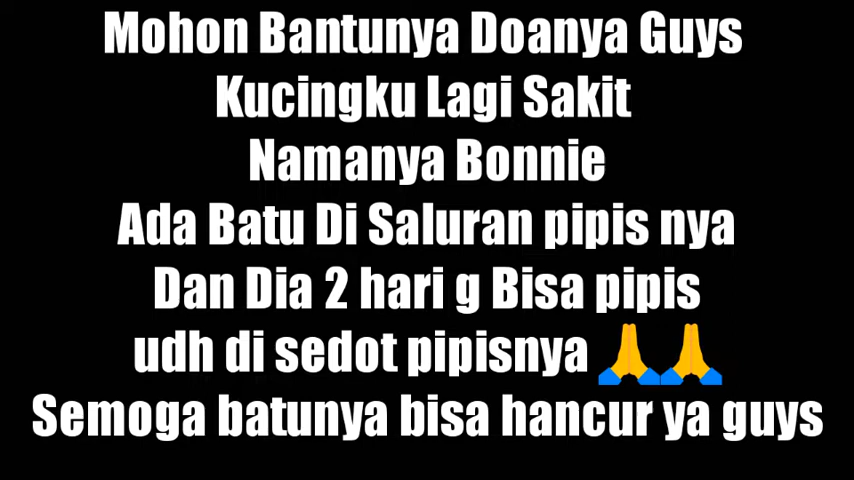 Mohon Bantunya Doanya Guys
Kucingku Lagi Sakit
Namanya Bonnie
Ada Batu Di Saluran pipis nya
Dan Dia 2 hari g Bisa pipis
udh di sedot pipisnya 🙏🙏
Semoga batunya bisa hancur ya guys